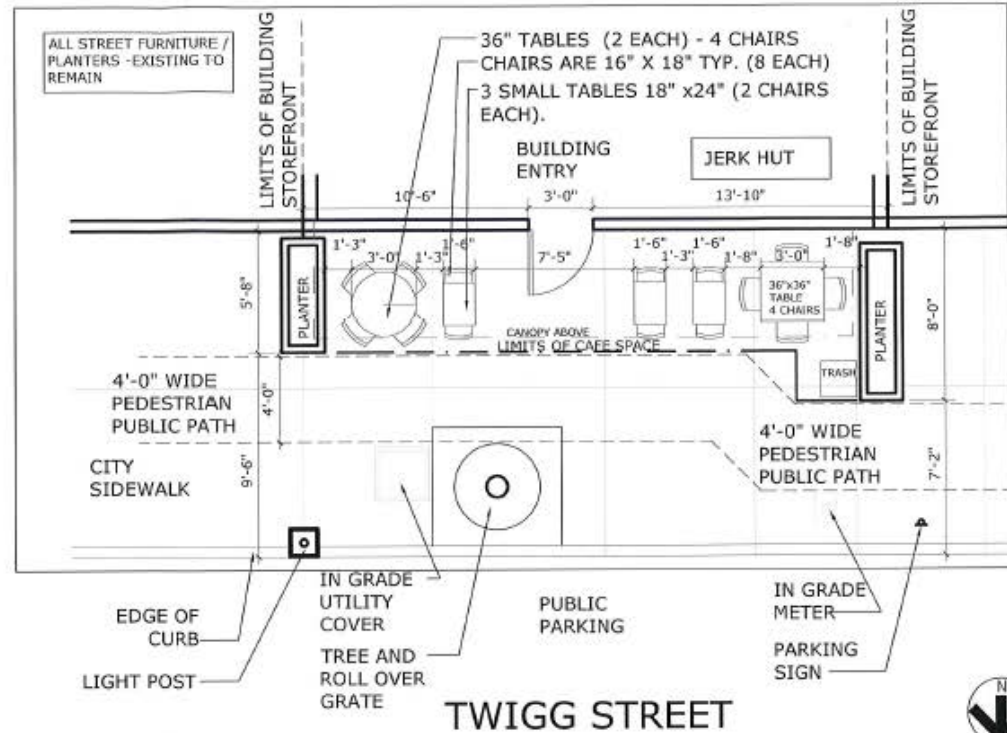 ALL STREET FURNITURE /
PLANTERS -EXISTING TO
REMAIN
LIMITS OF BUILDING
STOREFRONT
36" TABLES (2 EACH) - 4 CHAIRS
CHAIRS ARE 16" X 18" TYP. (8 EACH)
3 SMALL TABLES 18" x24" (2 CHAIRS
EACH).
BUILDING
ENTRY
JERK HUT
LIMITS OF BUILDING
STOREFRONT
10'-6"
3'-0"
13'-10"
1'-3"
3'-0"
1'-3"
1'-6"
7'-5"
1'-6"
1'-3"
1'-6"
1'-8"
3'-0"
1'-8"
5'-8"
PLANTER
36"x36"
TABLE
4 CHAIRS
PLANTER
8'-0"
CANOPY ABOVE
LIMITS OF CAFE SPACE
TRASH
4'-0" WIDE
PEDESTRIAN
PUBLIC PATH
4'-0"
4'-0" WIDE
PEDESTRIAN
PUBLIC PATH
CITY
SIDEWALK
9'-6"
7'-2"
EDGE OF
CURB
LIGHT POST
IN GRADE
UTILITY
COVER
TREE AND
ROLL OVER
GRATE
PUBLIC
PARKING
IN GRADE
METER
PARKING
SIGN
TWIGG STREET
N